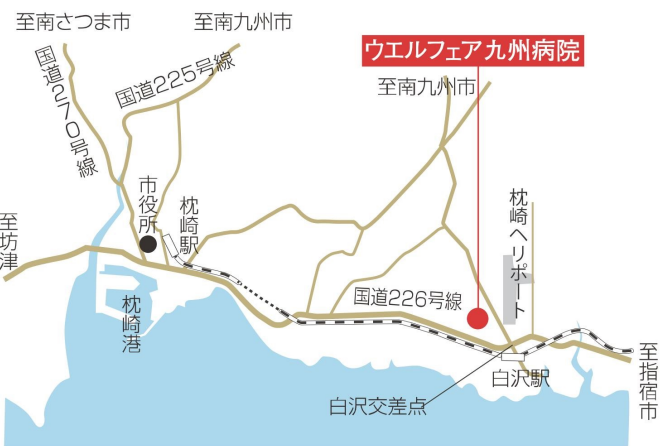 至南さつま市
至南九州市
国道270号線
国道225号線
ウエルフェア九州病院
至南九州市
市役所
枕崎駅
枕崎ヘリポート
至坊津
枕崎港
国道226号線
至指宿市
白沢駅
白沢交差点